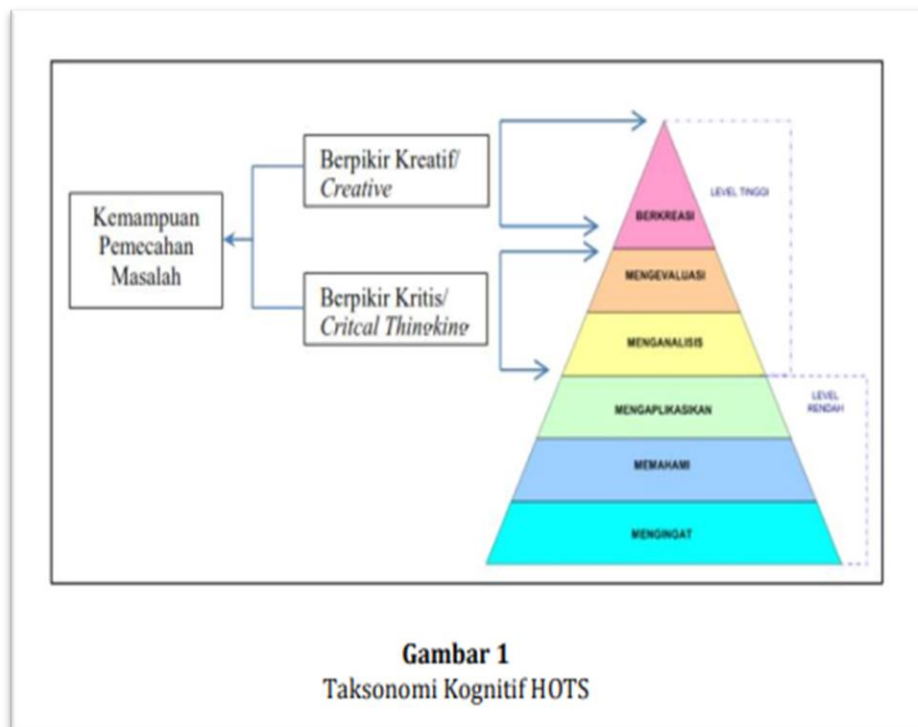 Kemampuan
Pemecahan
Masalah
Berpikir Kreatif/
Creative
Berpikir Kritis/
Critcal Thingking
BERKREASI
MENGEVALUASI
MENGANALISIS
MENGAPLIKASIKAN
MEMAHAMI
MENGINGAT
LEVEL TINGGI
LEVEL
RENDAH
Gambar 1
Taksonomi Kognitif HOTS